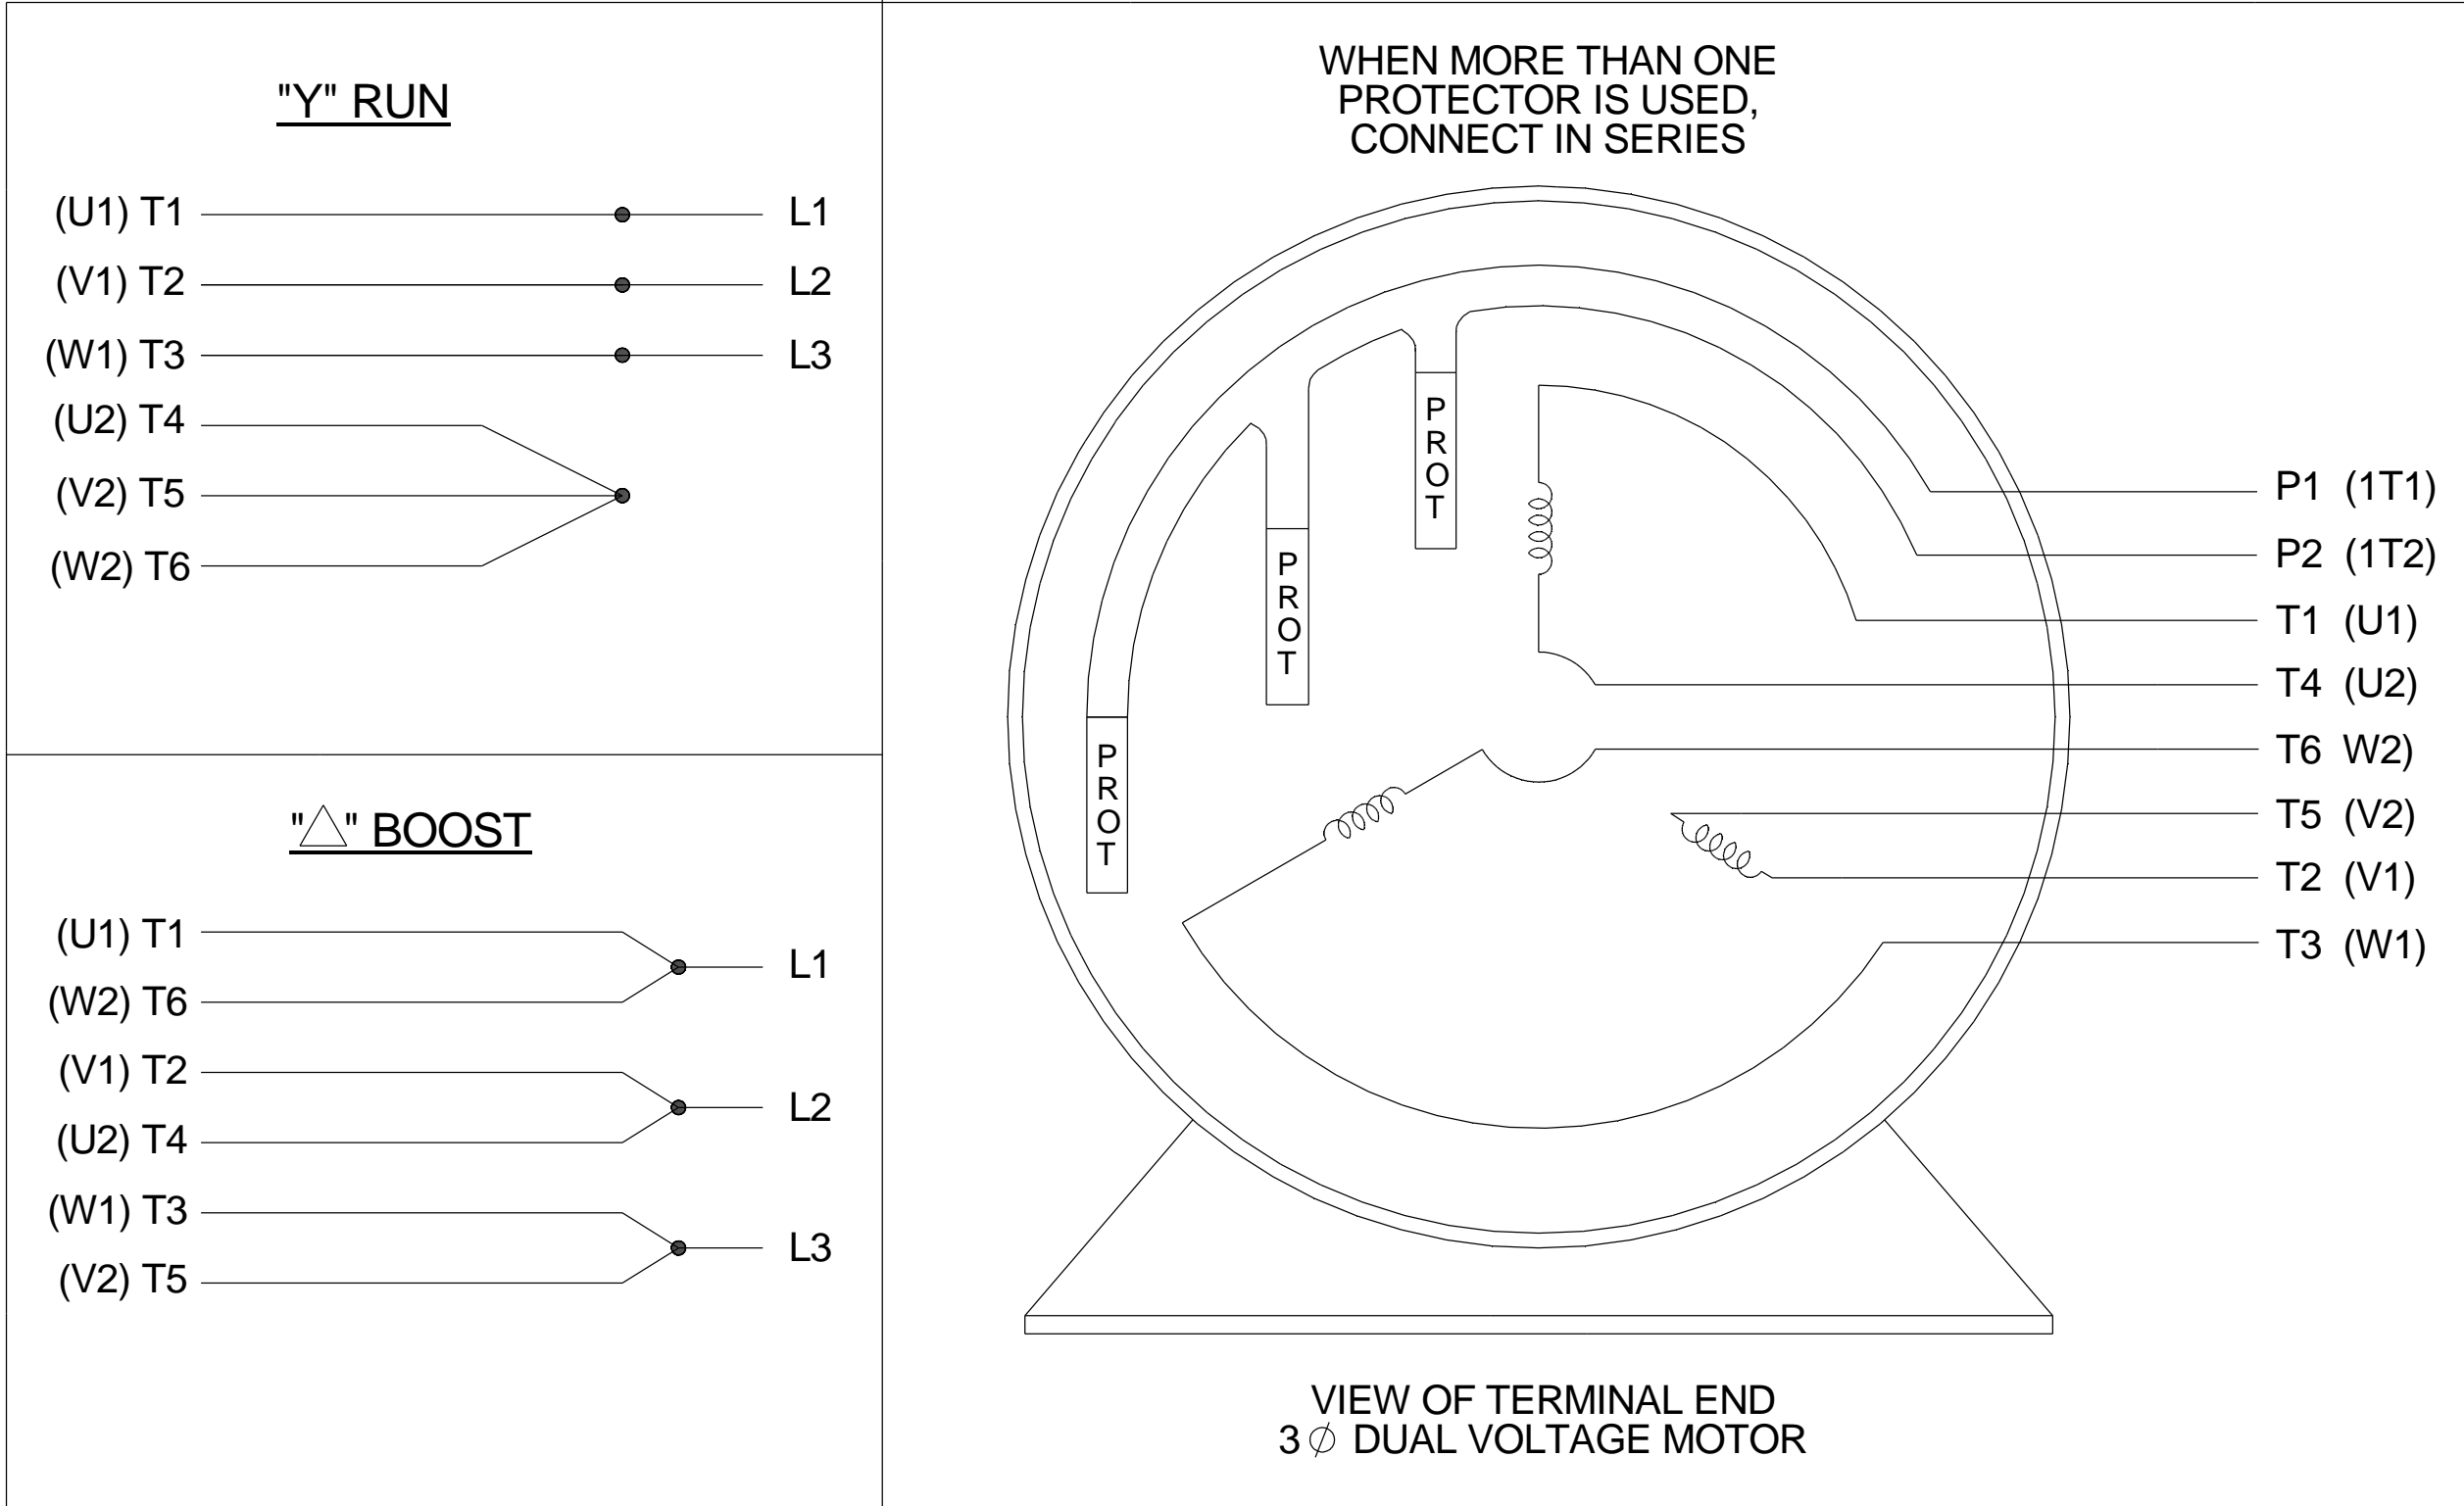 "Y" RUN
(U1) T1 L1
(V1) T2 L2
(W1) T3 L3
(U2) T4
(V2) T5
(W2) T6
"△" BOOST
(U1) T1
L1
(W2) T6
(V1) T2
L2
(U2) T4
(W1) T3
L3
(V2) T5
WHEN MORE THAN ONE
PROTECTOR IS USED,
CONNECT IN SERIES
PROT
PROT
PROT
P1 (1T1)
P2 (1T2)
T1 (U1)
T4 (U2)
T6 W2)
T5 (V2)
T2 (V1)
T3 (W1)
VIEW OF TERMINAL END
3 ∅ DUAL VOLTAGE MOTOR